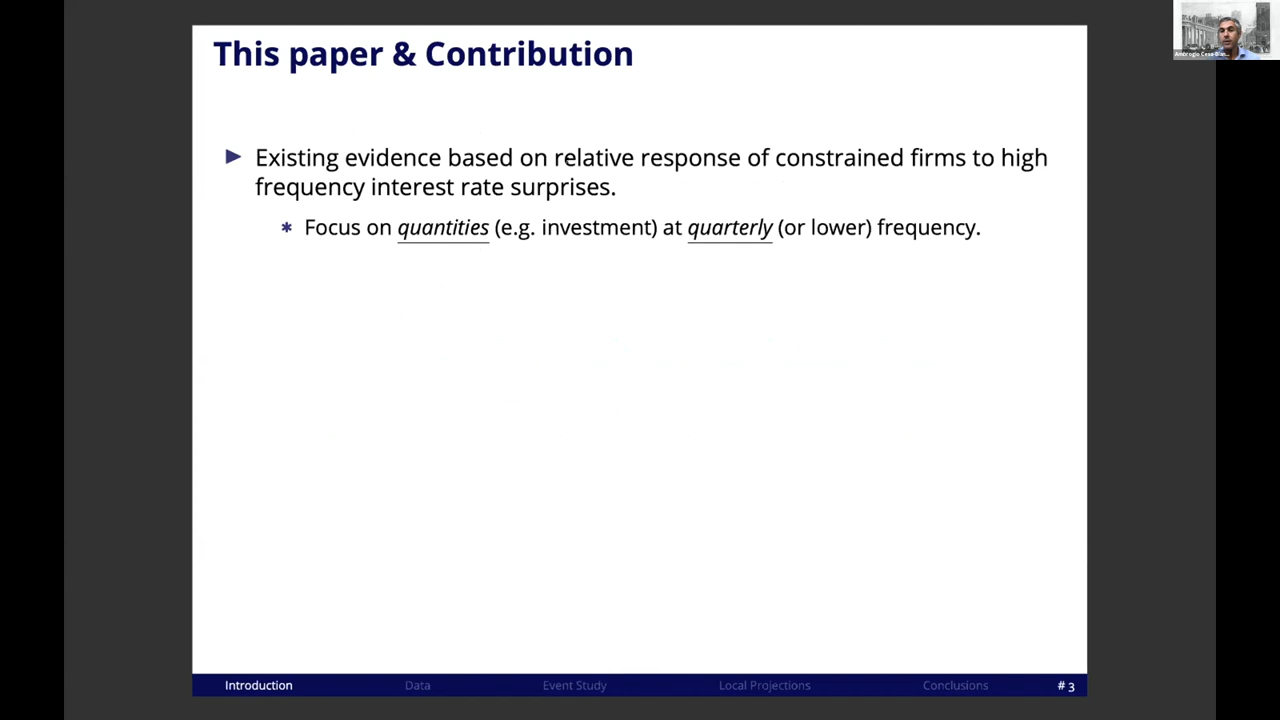 This paper & Contribution
► Existing evidence based on relative response of constrained firms to high
frequency interest rate surprises.
* Focus on quantities (e.g. investment) at quarterly (or lower) frequency.
Introduction Data Event Study Local Projections Conclusions # 3